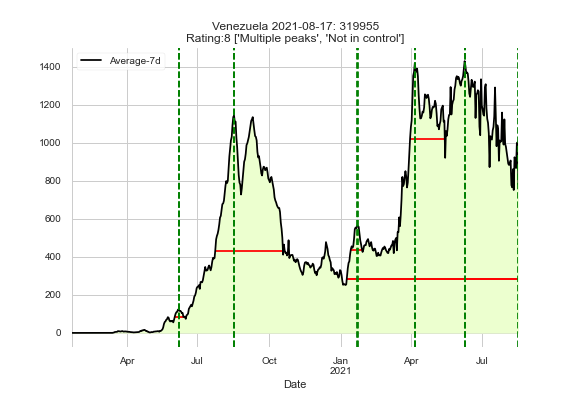 Venezuela 2021-08-17: 319955
Rating:8 ['Multiple peaks', 'Not in control']
Average-7d
1400
1200
1000
800
600
400
200
0
Apr Jul Oct Jan Apr Jul
2021
Date